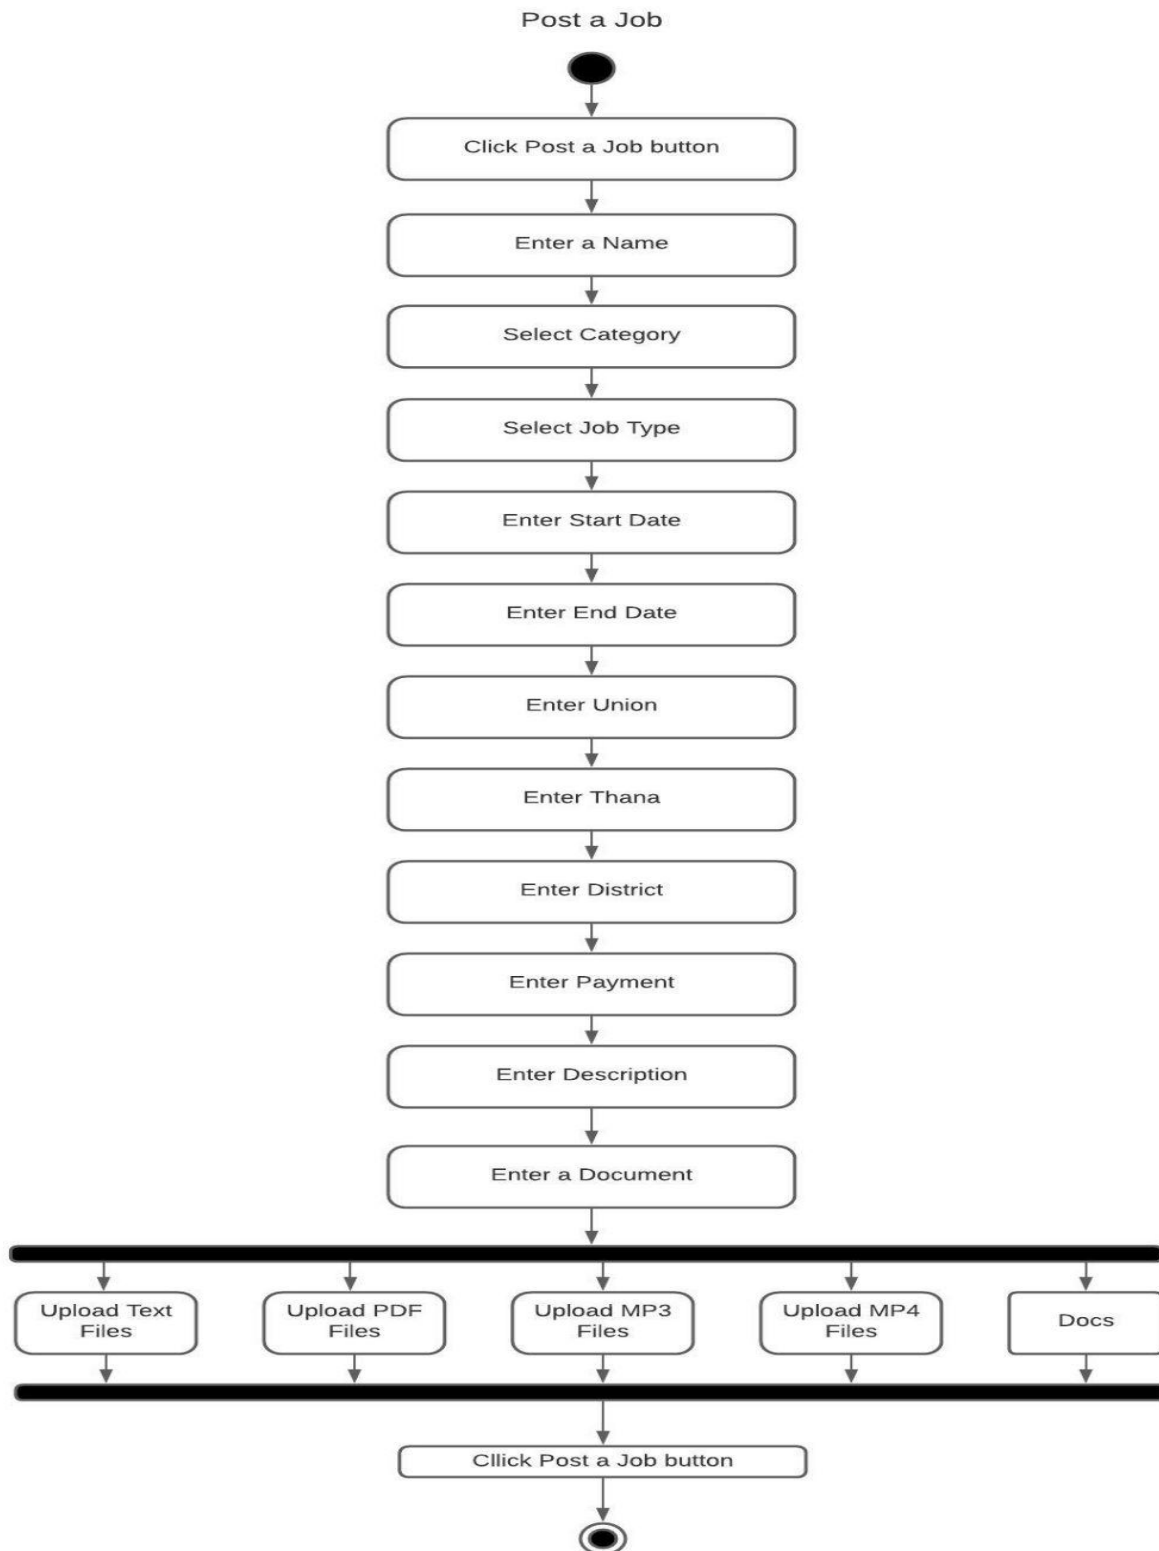 Post a Job
Click Post a Job button
Enter a Name
Select Category
Select Job Type
Enter Start Date
Enter End Date
Enter Union
Enter Thana
Enter District
Enter Payment
Enter Description
Enter a Document
Upload Text
Files
Upload PDF
Files
Upload MP3
Files
Upload MP4
Files
Docs
Cllick Post a Job button